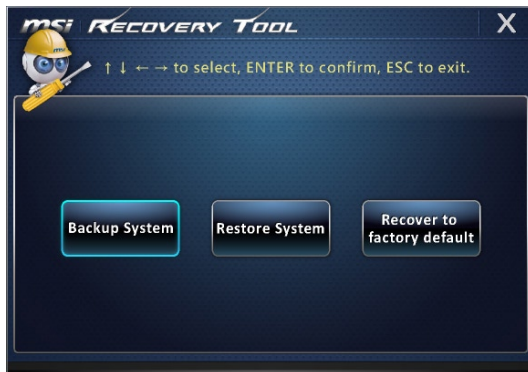 msi RECOVERY TOOL
X
msi
↑ ↓ ← → to select, ENTER to confirm, ESC to exit.
Backup System
Restore System
Recover to
factory default